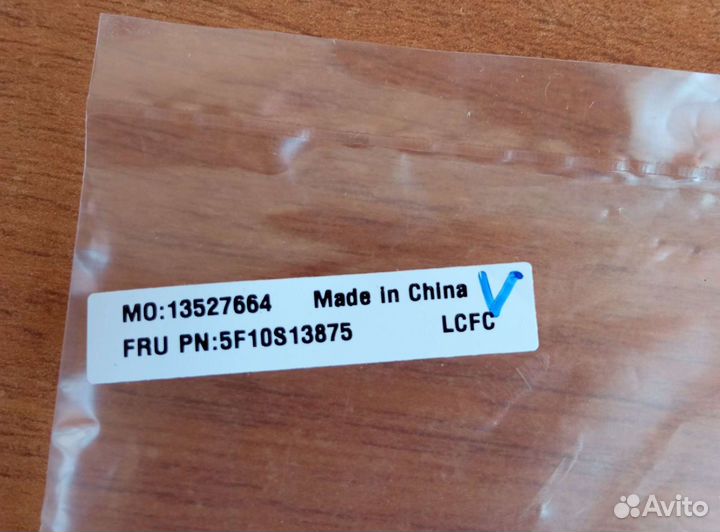 MO:13527664 Made in China
FRU PN:5F10S13875 LCFC
Avito